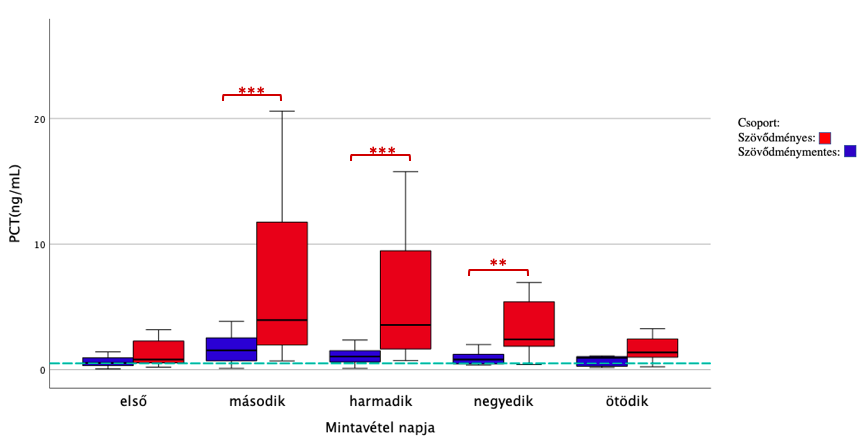 ***
20
***
Csoport:
Szövődményes:
Szövődménymentes:
PCT(ng/mL)
10
**
0
első
második
harmadik
negyedik
ötödik
Mintavétel napja